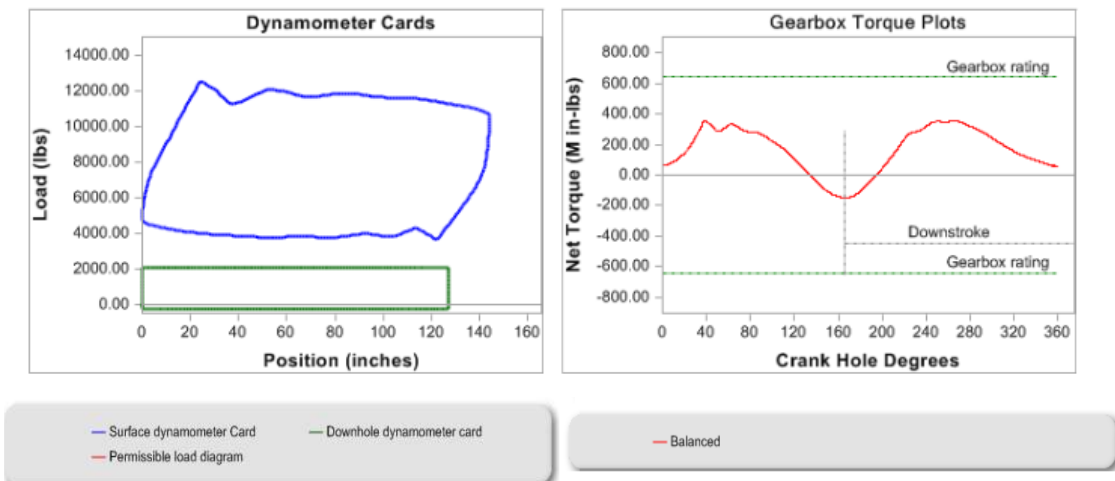 Dynamometer Cards
14000.00
12000.00
10000.00
8000.00
6000.00
4000.00
2000.00
0.00
Load (lbs)
0 20 40 60 80 100 120 140 160
Position (inches)
Gearbox Torque Plots
800.00
600.00
400.00
200.00
0.00
-200.00
-400.00
-600.00
-800.00
Net Torque (M in-lbs)
Gearbox rating
Downstroke
Gearbox rating
0 40 80 120 160 200 240 280 320 360
Crank Hole Degrees
Surface dynamometer Card Downhole dynamometer card
Permissible load diagram
Balanced